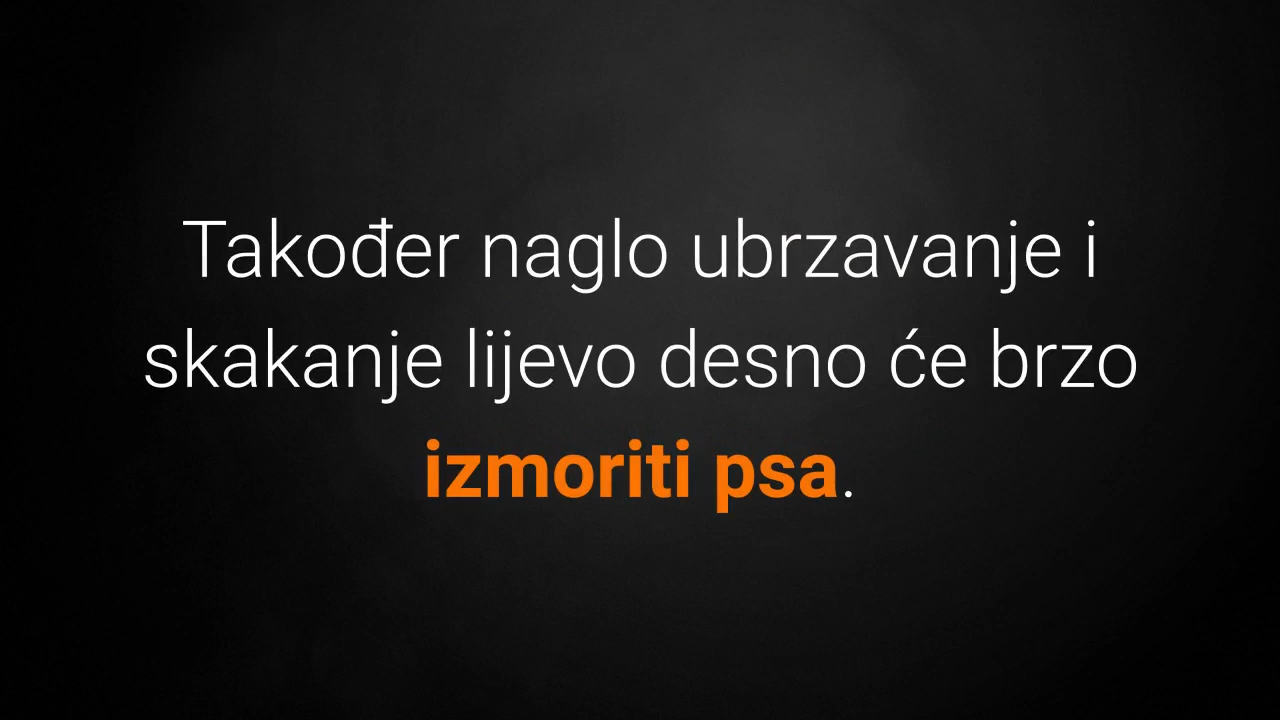 Također naglo ubrzavanje i
skakanje lijevo desno će brzo
izmoriti psa.